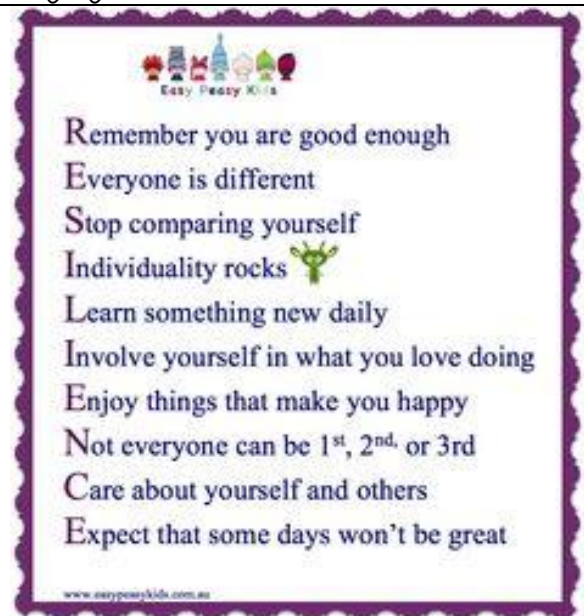 Easy Peasy Kids
Remember you are good enough
Everyone is different
Stop comparing yourself
Individuality rocks
Learn something new daily
Involve yourself in what you love doing
Enjoy things that make you happy
Not everyone can be 1st, 2nd, or 3rd
Care about yourself and others
Expect that some days won't be great
www.easypeasykids.com.au